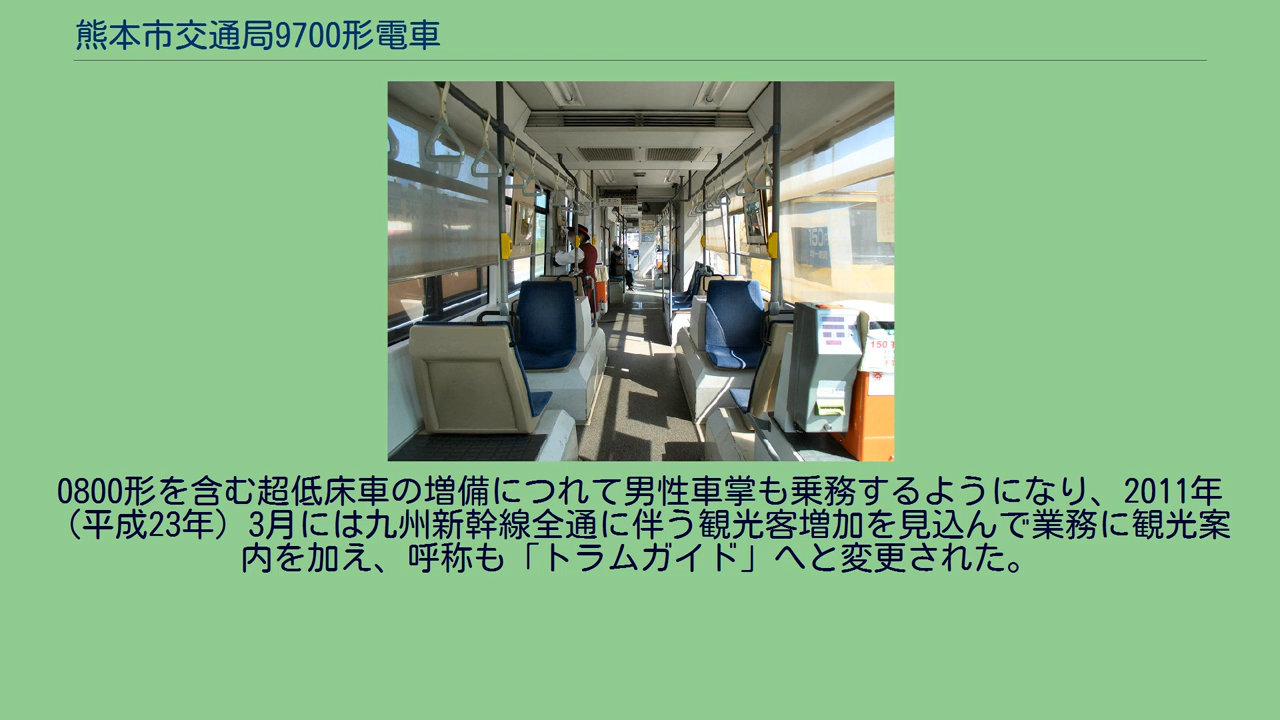 熊本市交通局9700形電車
150
150
0800形を含む超低床車の増備につれて男性車掌も乗務するようになり、2011年
（平成23年）3月には九州新幹線全通に伴う観光客増加を見込んで業務に観光案
内を加え、呼称も「トラムガイド」へと変更された。